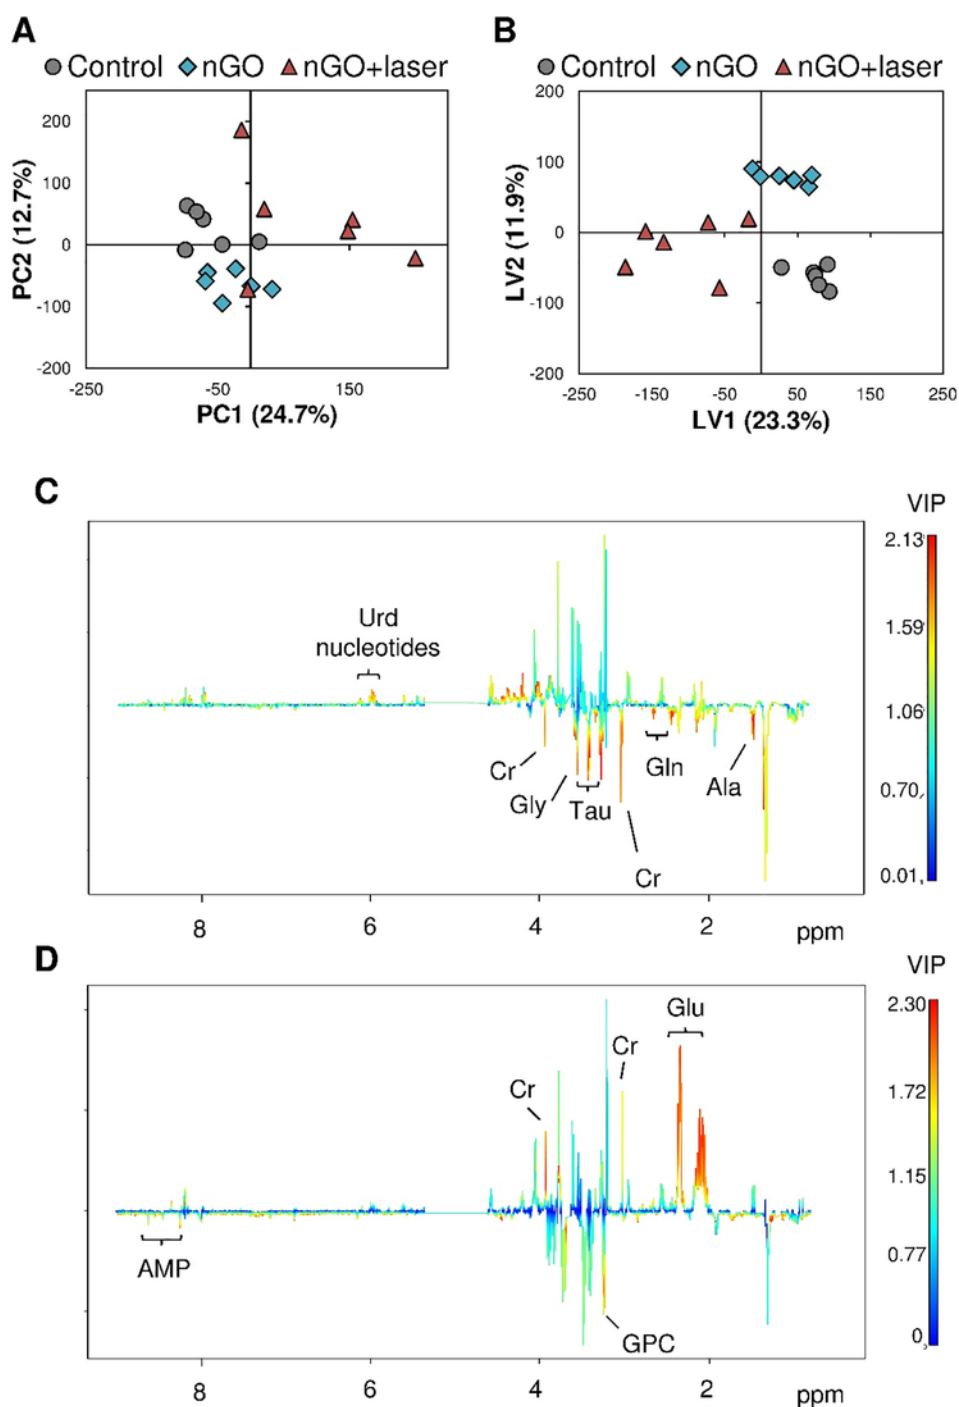 A
Control nGO nGO+laser
200
100
0
-100
-200
-250 -50 150
PC1 (24.7%)
PC2 (12.7%)
B
Control nGO nGO+laser
200
100
0
-100
-200
-250 -150 -50 50 150 250
LV1 (23.3%)
LV2 (11.9%)
C
VIP
2.13
1.59
1.06
0.70
0.01
Urd
nucleotides
Cr
Gly
Tau
Cr
Gln
Ala
8 6 4 2 ppm
D
VIP
2.30
1.72
1.15
0.77
0
Glu
Cr
Cr
AMP
GPC
8 6 4 2 ppm